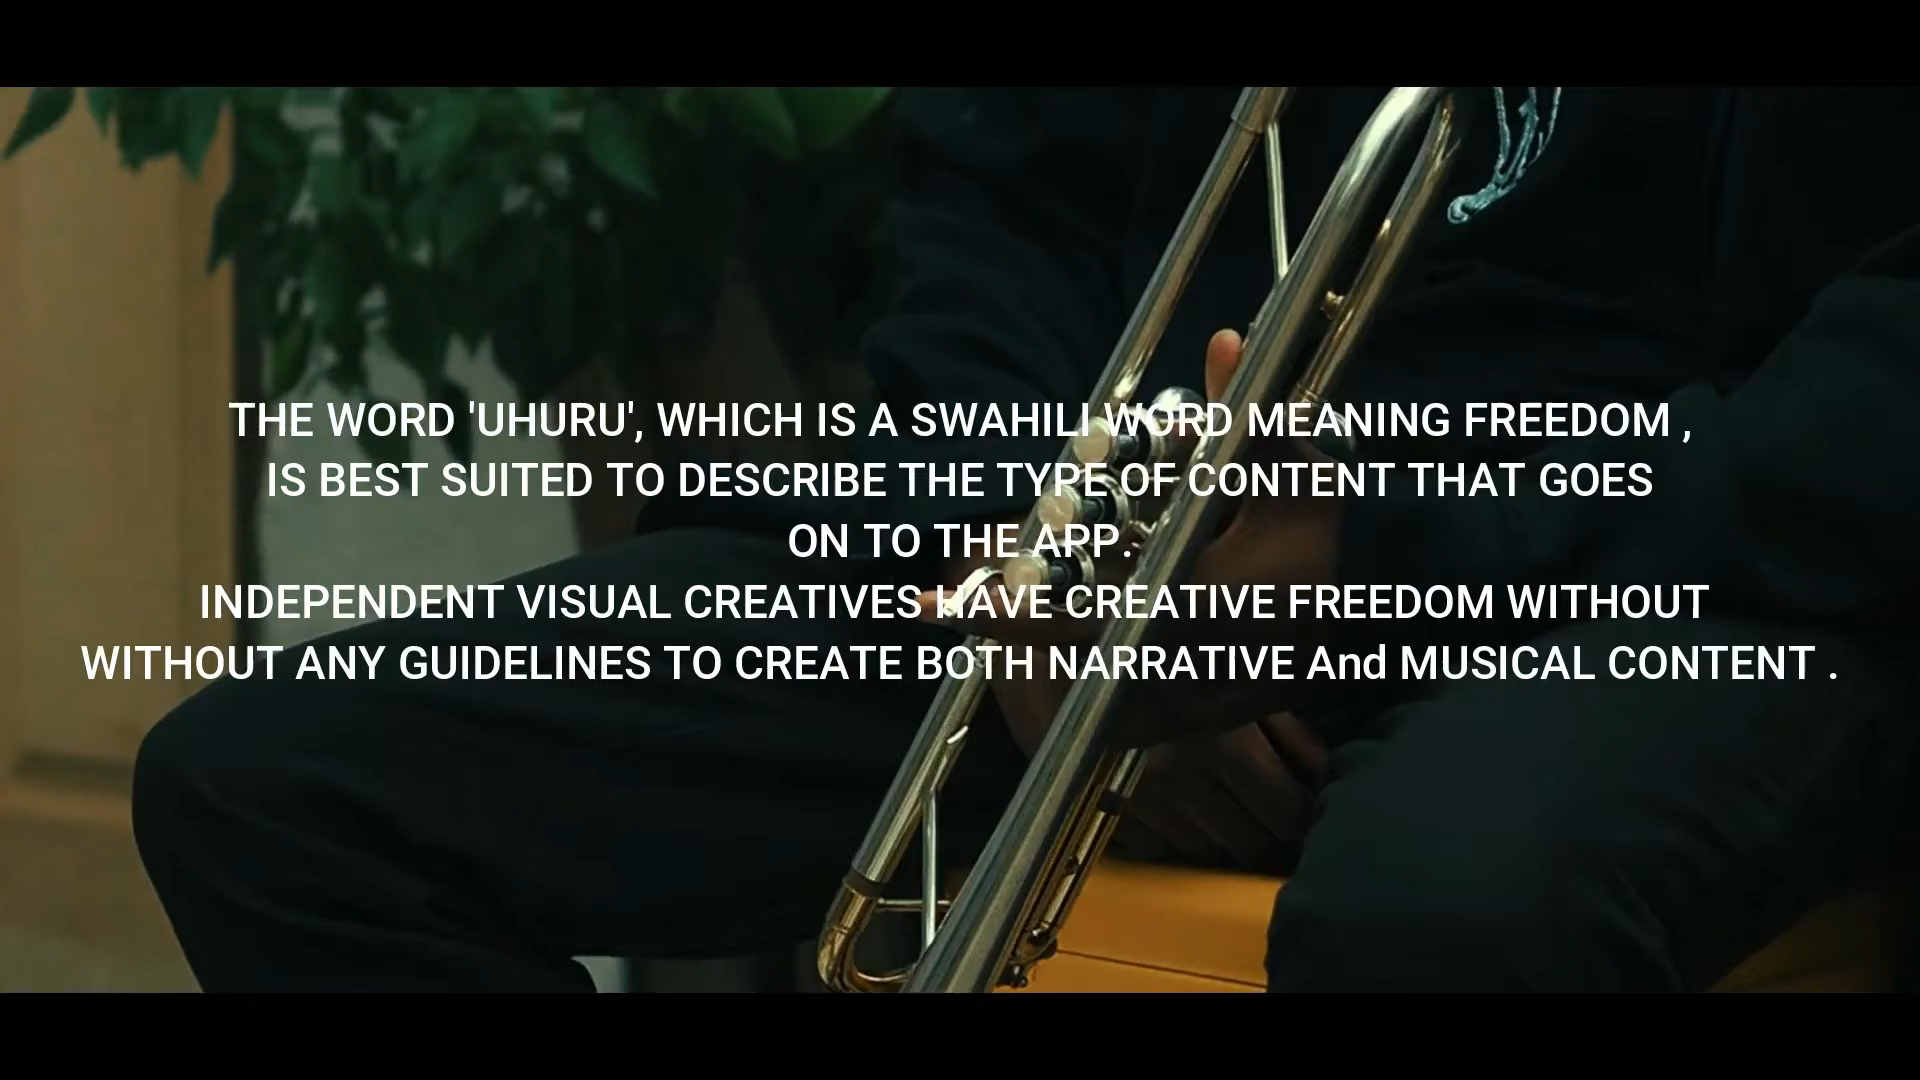 THE WORD 'UHURU', WHICH IS A SWAHILI WORD MEANING FREEDOM ,
IS BEST SUITED TO DESCRIBE THE TYPE OF CONTENT THAT GOES
ON TO THE APP.
INDEPENDENT VISUAL CREATIVES HAVE CREATIVE FREEDOM WITHOUT
WITHOUT ANY GUIDELINES TO CREATE BOTH NARRATIVE And MUSICAL CONTENT .